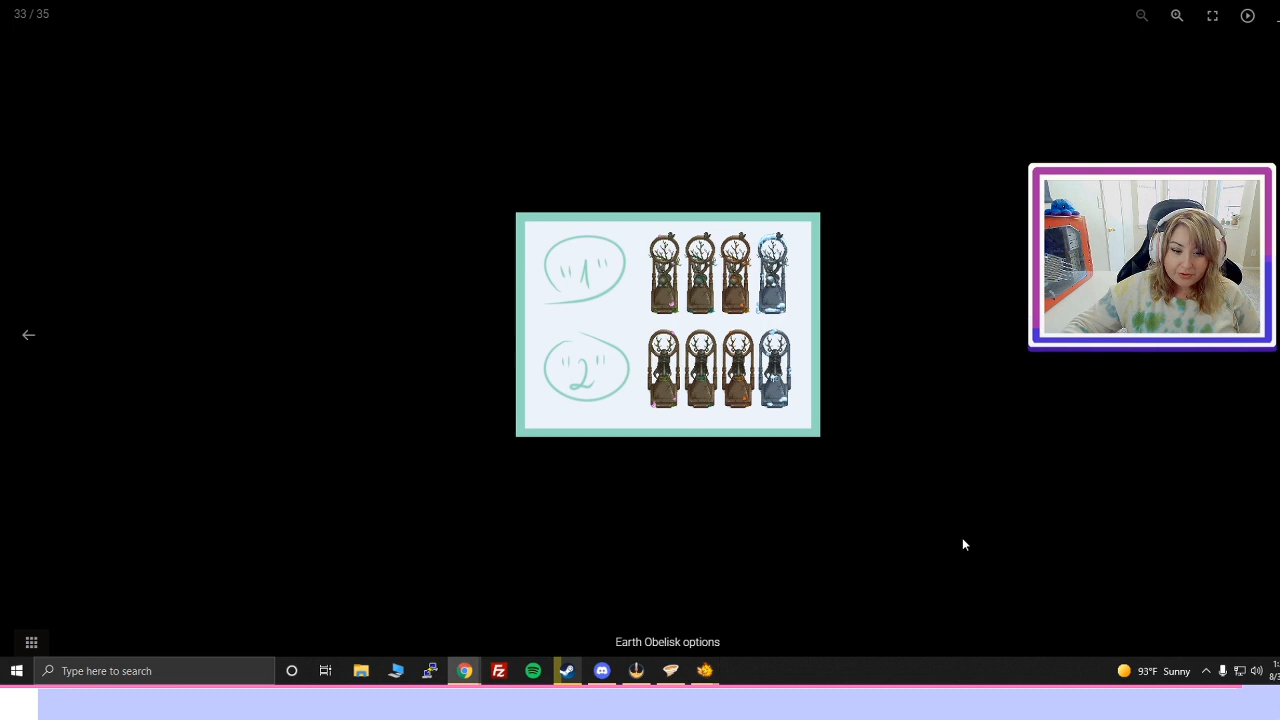 33 / 35
"1"
"2"
Earth Obelisk options
Type here to search
93°F Sunny